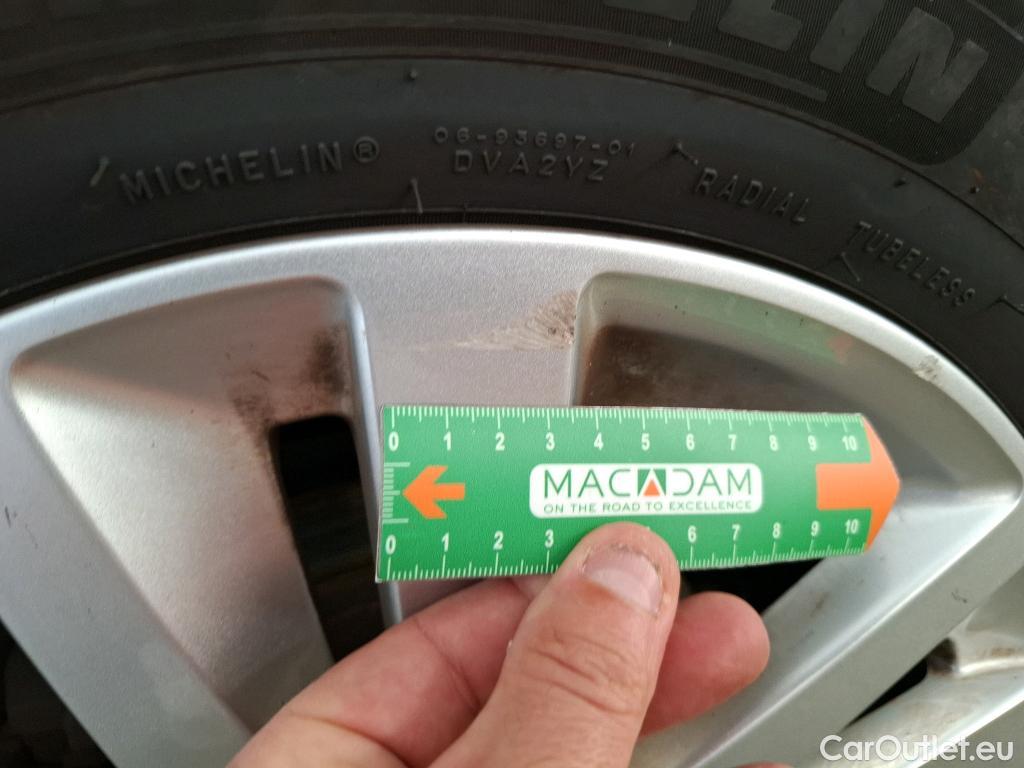 LIN
MICHELIN®
06-93697-01
DVA2YZ
RADIAL
TUBELESS
0 1 2 3 4 5 6 7 8 9 10
MACADAM
ON THE ROAD TO EXCELLENCE
0 1 2 3 6 7 8 9 10
CarOutlet.eu